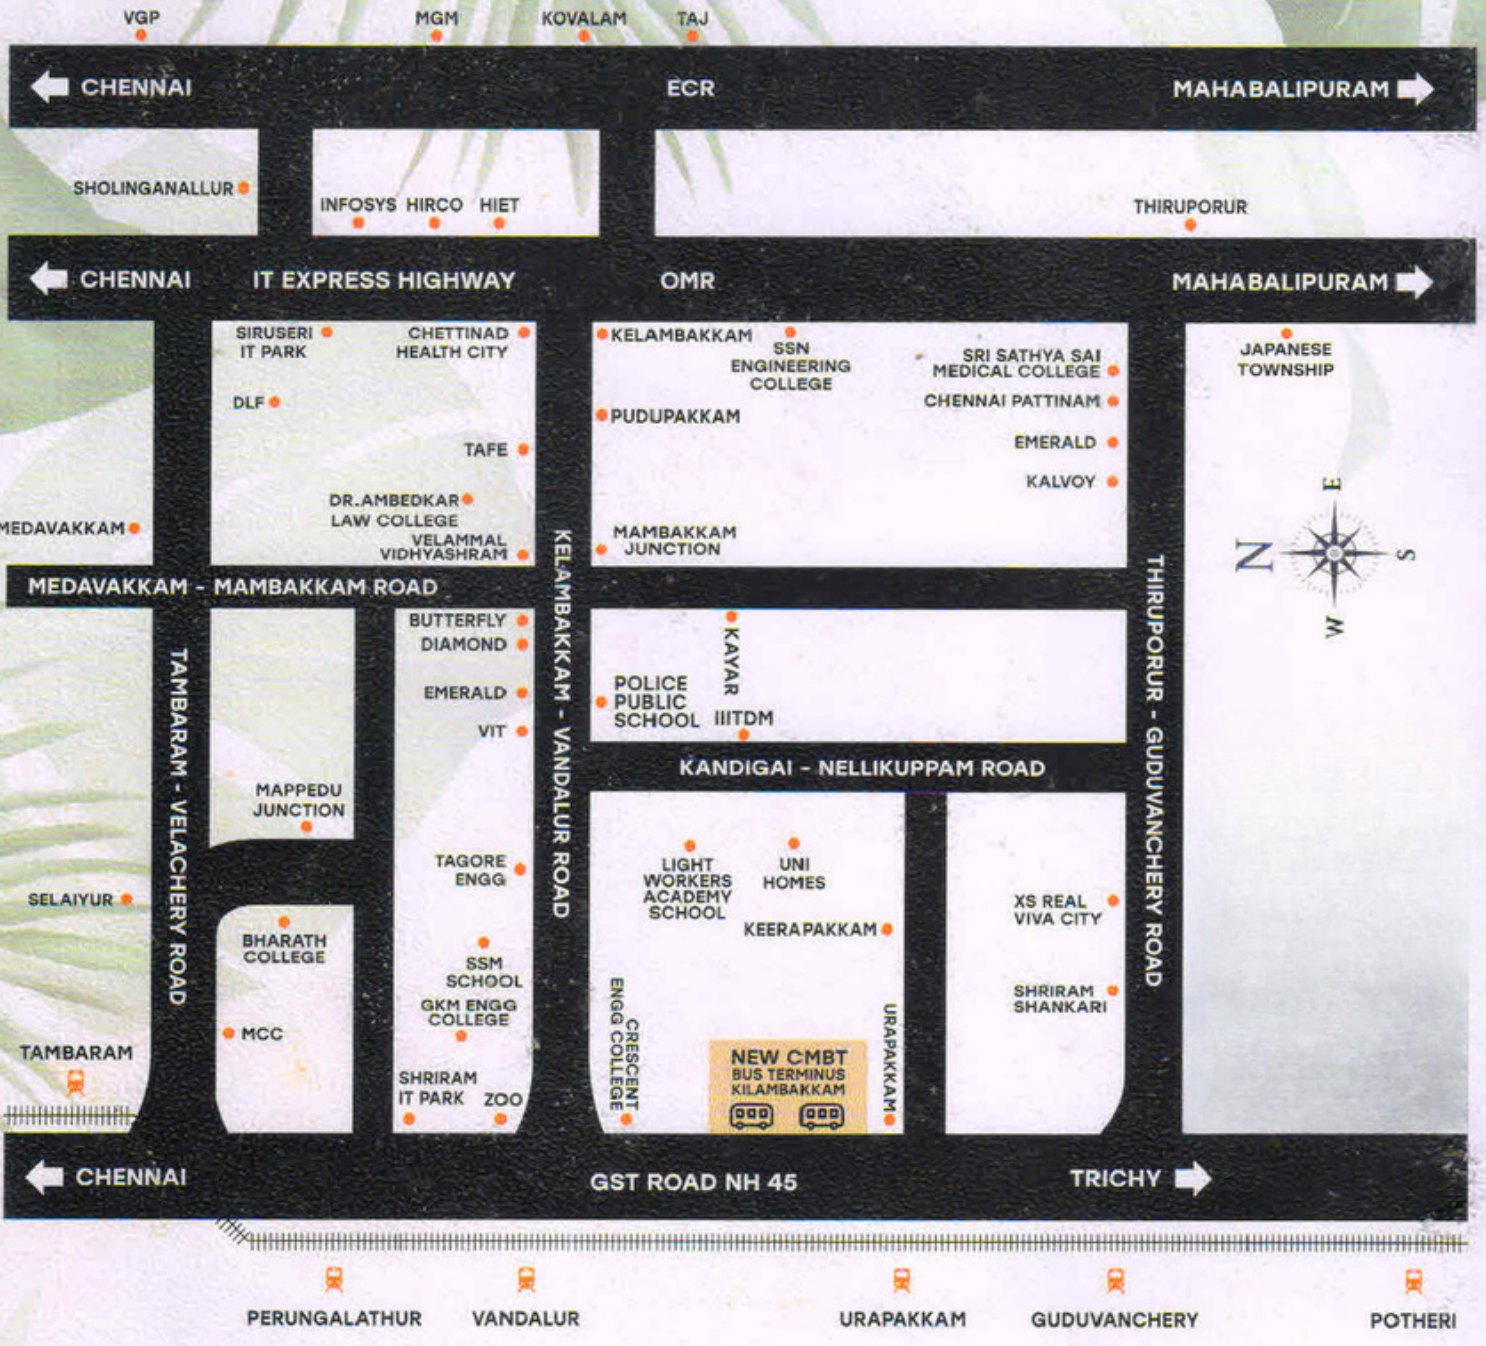 VGP
MGM
KOVALAM
TAJ
CHENNAI
ECR
MAHABALIPURAM
SHOLINGANALLUR
INFOSYS
HIRCO
HIET
THIRUPORUR
CHENNAI
IT EXPRESS HIGHWAY
OMR
MAHABALIPURAM
SIRUSERI
IT PARK
CHETTINAD
HEALTH CITY
KELAMBAKKAM
SSN
ENGINEERING
COLLEGE
SRI SATHYA SAI
MEDICAL COLLEGE
JAPANESE
TOWNSHIP
DLF
PUDUPAKKAM
CHENNAI PATTINAM
TAFE
EMERALD
KALVOY
DR.AMBEDKAR
LAW COLLEGE
MEDAVAKKAM
VELAMMAL
VIDHYASHRAM
MAMBAKKAM
JUNCTION
E
N
S
W
MEDAVAKKAM - MAMBAKKAM ROAD
TAMBARAM - VELACHERY ROAD
KELAMBAKKAM - VANDALUR ROAD
THIRUPORUR - GUDUVANCHERY ROAD
BUTTERFLY
DIAMOND
EMERALD
VIT
KAYAR
POLICE
PUBLIC
SCHOOL
IIITDM
KANDIGAI - NELLIKUPPAM ROAD
MAPPEDU
JUNCTION
TAGORE
ENGG
LIGHT
WORKERS
ACADEMY
SCHOOL
UNI
HOMES
SELAIYUR
XS REAL
VIVA CITY
KEERAPAKKAM
BHARATH
COLLEGE
SSM
SCHOOL
GKM ENGG
COLLEGE
SHRIRAM
SHANKARI
CRESCENT
ENGG COLLEGE
URAPAKKAM
MCC
TAMBARAM
SHRIRAM
IT PARK
ZOO
NEW CMBT
BUS TERMINUS
KILAMBAKKAM
CHENNAI
GST ROAD NH 45
TRICHY
PERUNGALATHUR
VANDALUR
URAPAKKAM
GUDUVANCHERY
POTHERI